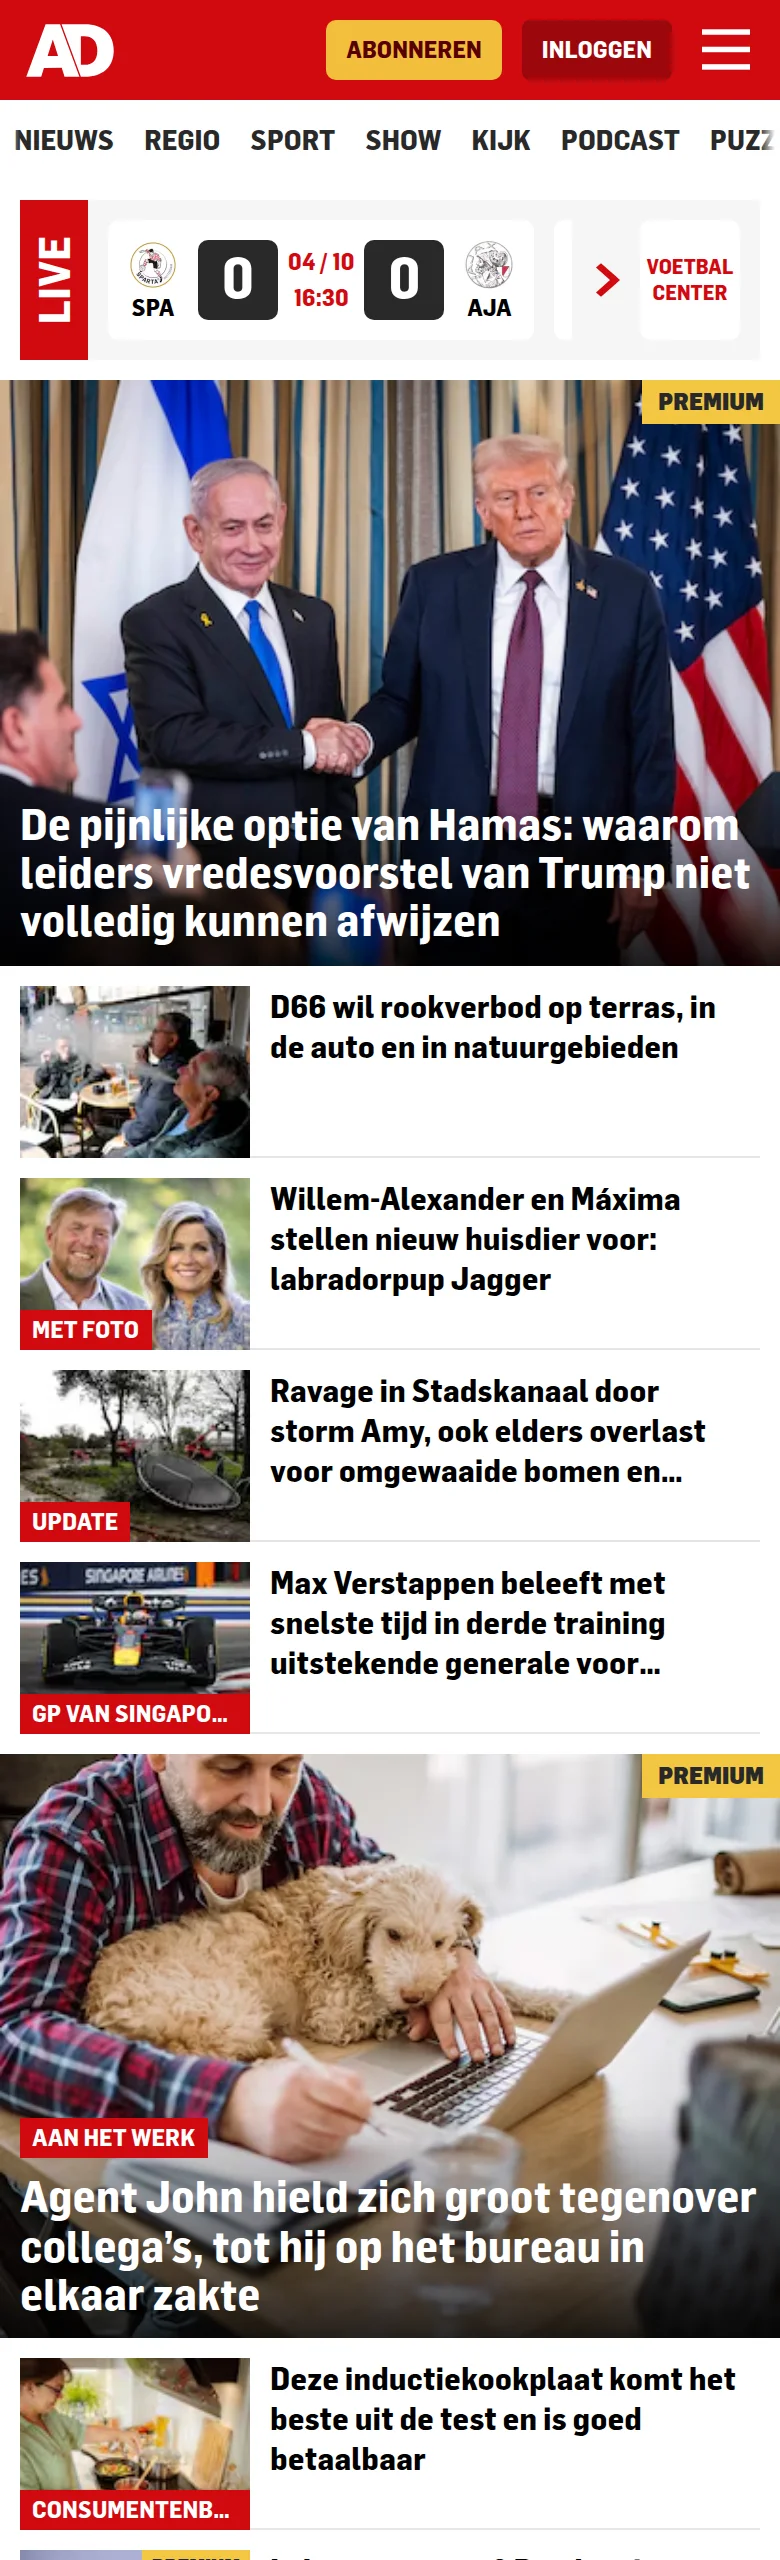 AD
ABONNEREN
INLOGGEN
NIEUWS REGIO SPORT SHOW KIJK PODCAST PUZZ
LIVE
SPARTA
SPA
0
04 / 10
16:30
0
AJA
VOETBAL
CENTER
PREMIUM
De pijnlijke optie van Hamas: waarom
leiders vredesvoorstel van Trump niet
volledig kunnen afwijzen
D66 wil rookverbod op terras, in
de auto en in natuurgebieden
Willem-Alexander en Máxima
stellen nieuw huisdier voor:
labradorpup Jagger
MET FOTO
Ravage in Stadskanaal door
storm Amy, ook elders overlast
voor omgewaaide bomen en...
UPDATE
SINGAPORE AIRLINES
Max Verstappen beleeft met
snelste tijd in derde training
uitstekende generale voor...
GP VAN SINGAPO...
PREMIUM
AAN HET WERK
Agent John hield zich groot tegenover
collega’s, tot hij op het bureau in
elkaar zakte
Deze inductiekookplaat komt het
beste uit de test en is goed
betaalbaar
CONSUMENTENB...